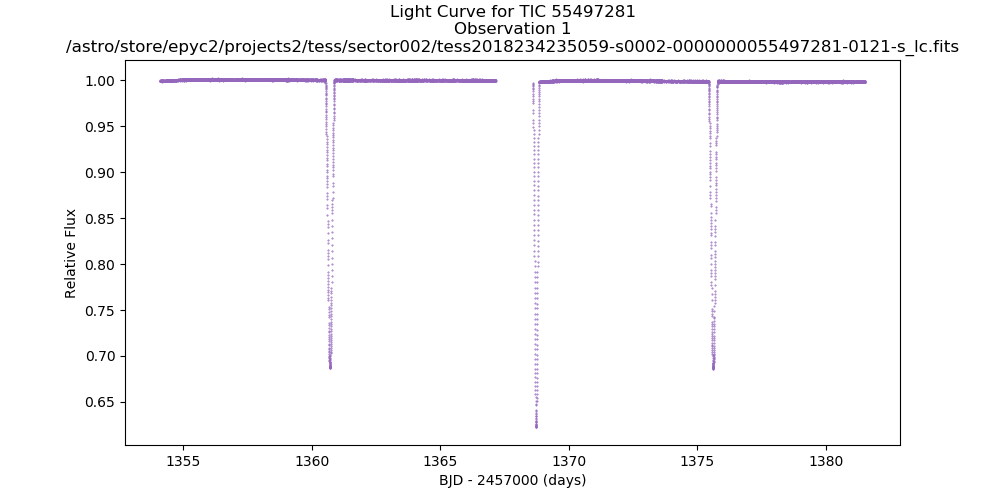 Light Curve for TIC 55497281
Observation 1
/astro/store/epyc2/projects2/tess/sector002/tess2018234235059-s0002-0000000055497281-0121-s_lc.fits
1.00
0.95
0.90
0.85
0.80
0.75
0.70
0.65
Relative Flux
1355
1360
1365
1370
1375
1380
BJD - 2457000 (days)